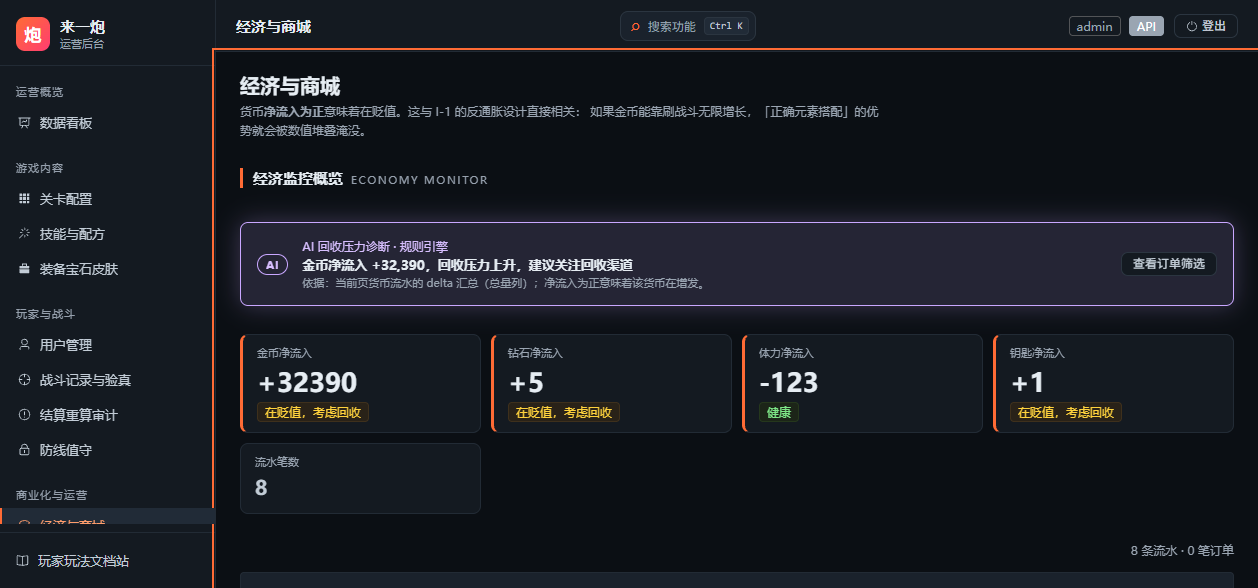 炮
来一炮
运营后台
经济与商城
搜索功能 Ctrl K
admin API 登出
运营概览
数据看板
游戏内容
关卡配置
技能与配方
装备宝石皮肤
玩家与战斗
用户管理
战斗记录与验真
结算重算审计
防线值守
商业化与运营
经济与商城
玩家玩法文档站
经济与商城
货币净流入为正意味着在贬值。这与 I-1 的反通胀设计直接相关： 如果金币能靠刷战斗无限增长，「正确元素搭配」的优
势就会被数值堆叠淹没。
经济监控概览 ECONOMY MONITOR
AI
AI 回收压力诊断 · 规则引擎
金币净流入 +32,390，回收压力上升，建议关注回收渠道
依据：当前页货币流水的 delta 汇总（总量列）；净流入为正意味着该货币在增发。
查看订单筛选
金币净流入
+32390
在贬值，考虑回收
钻石净流入
+5
在贬值，考虑回收
体力净流入
-123
健康
钥匙净流入
+1
在贬值，考虑回收
流水笔数
8
8 条流水 · 0 笔订单